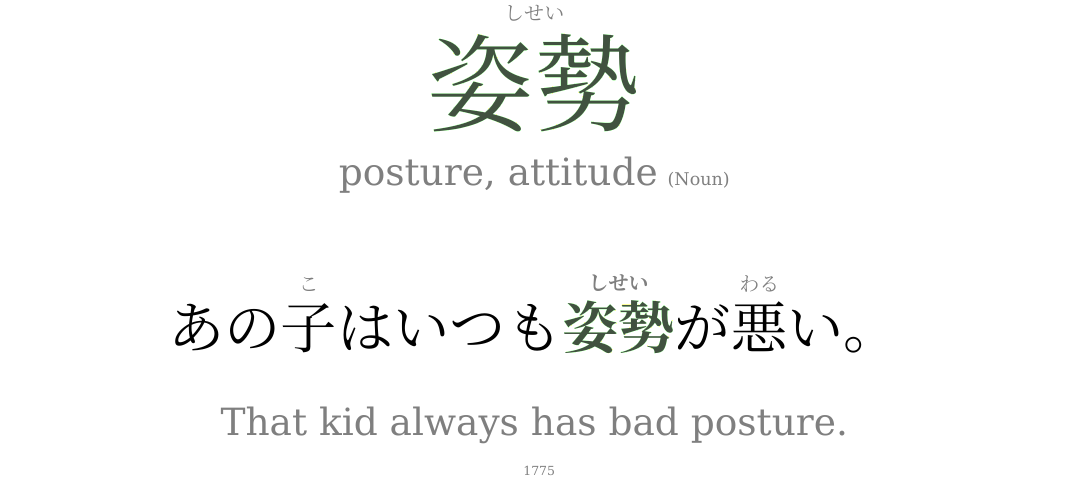 しせい
姿勢
posture, attitude (Noun)
こ しせい わる
あの子はいつも姿勢が悪い。
That kid always has bad posture.
1775